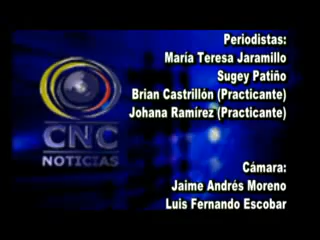 Periodistas:
María Teresa Jaramillo
Sugey Patiño
Brian Castrillón (Practicante)
Johana Ramírez (Practicante)
CNC
NOTICIAS
Cámara:
Jaime Andrés Moreno
Luis Fernando Escobar